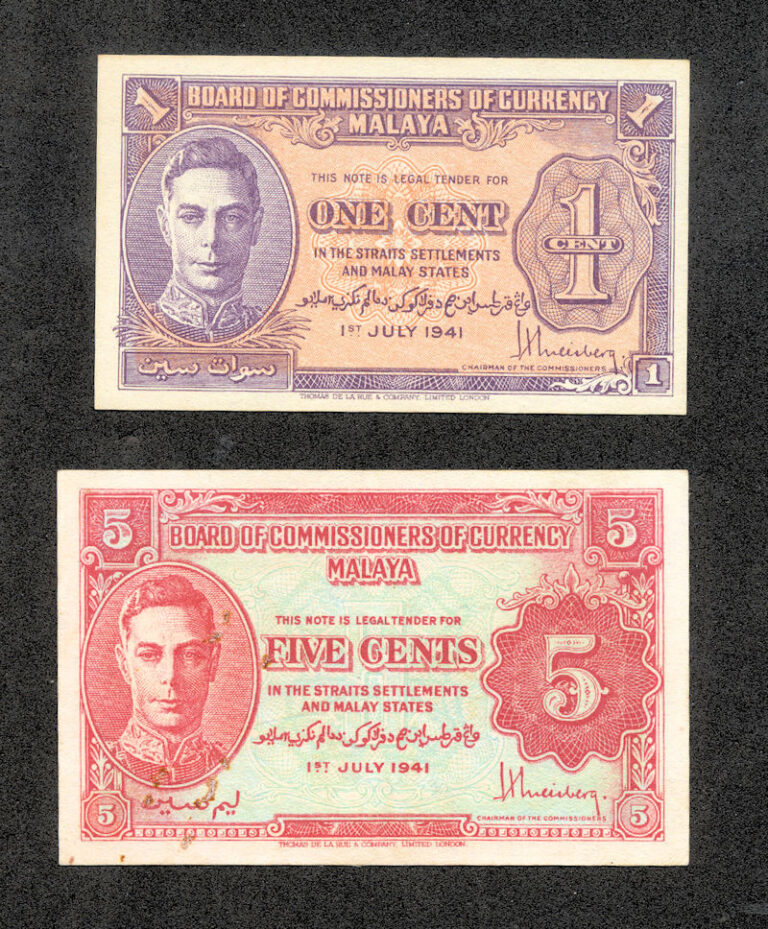 1 BOARD OF COMMISSIONERS OF CURRENCY 1
MALAYA
THIS NOTE IS LEGAL TENDER FOR
ONE CENT
1
CENT
IN THE STRAITS SETTLEMENTS
AND MALAY STATES
1ST JULY 1941
CHAIRMAN OF THE COMMISSIONERS
سوات سين
1
THOMAS DE LA RUE & COMPANY, LIMITED LONDON
5 5
BOARD OF COMMISSIONERS OF CURRENCY
MALAYA
THIS NOTE IS LEGAL TENDER FOR
FIVE CENTS
5
IN THE STRAITS SETTLEMENTS
AND MALAY STATES
1ST JULY 1941
ليم سين
CHAIRMAN OF THE COMMISSIONERS
5 5
THOMAS DE LA RUE & COMPANY, LIMITED LONDON